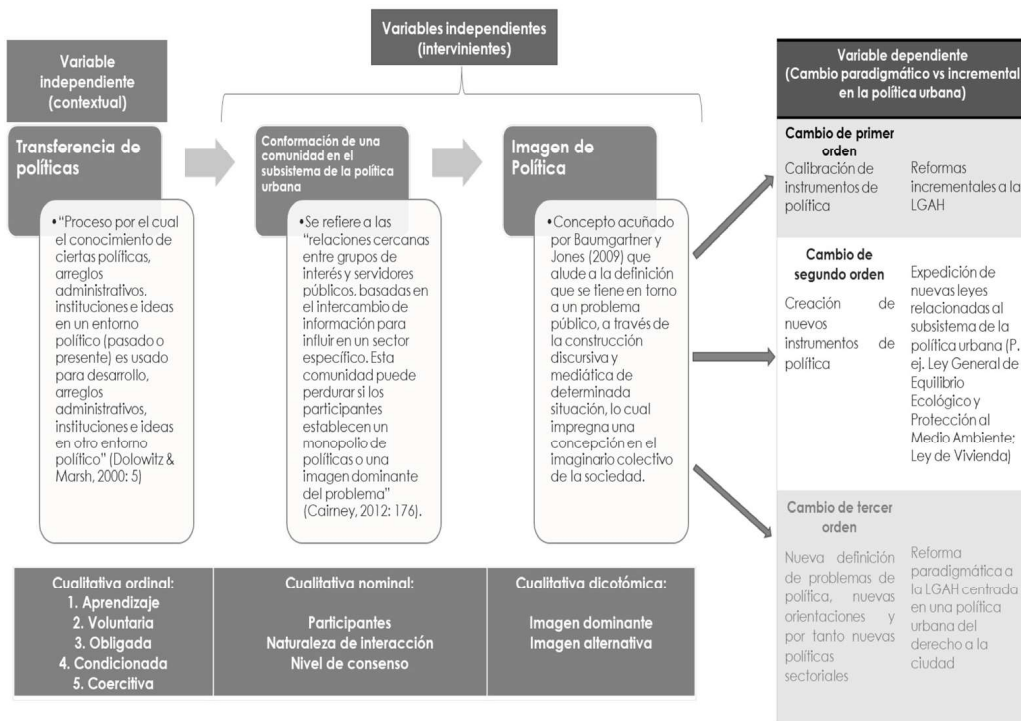 Variables independientes
(intervinientes)
Variable
independiente
(contextual)
Transferencia de
políticas
•"Proceso por el cual
el conocimiento de
ciertas políticas,
arreglos
administrativos,
instituciones e ideas
en un entorno
político (pasado o
presente) es usado
para desarrollo,
arreglos
administrativos,
instituciones e ideas
en otro entorno
político" (Dolowitz &
Marsh, 2000: 5)
Conformación de una
comunidad en el
subsistema de la política
urbana
•Se refiere a las
"relaciones cercanas
entre grupos de
interés y servidores
públicos, basadas en
el intercambio de
información para
influir en un sector
específico. Esta
comunidad puede
perdurar si los
participantes
establecen un
monopolio de
políticas o una
imagen dominante
del problema"
(Cairney, 2012: 176).
Imagen de
Política
•Concepto acuñado
por Baumgartner y
Jones (2009) que
alude a la definición
que se tiene en torno
a un problema
público, a través de
la construcción
discursiva y
mediática de
determinada
situación, lo cual
impregna una
concepción en el
imaginario colectivo
de la sociedad.
Cualitativa ordinal:
1. Aprendizaje
2. Voluntaria
3. Obligada
4. Condicionada
5. Coercitiva
Cualitativa nominal:
Participantes
Naturaleza de interacción
Nivel de consenso
Cualitativa dicotómica:
Imagen dominante
Imagen alternativa
Variable dependiente
(Cambio paradigmático vs incremental
en la política urbana)
Cambio de primer
orden
Calibración de
instrumentos de
política
Reformas
incrementales a la
LGAH
Cambio de
segundo orden
Creación de
nuevos
instrumentos de
política
Expedición de
nuevas leyes
relacionadas al
subsistema de la
política urbana (P.
ej. Ley General de
Equilibrio
Ecológico y
Protección al
Medio Ambiente;
Ley de Vivienda)
Cambio de tercer
orden
Nueva definición
de problemas de
política, nuevas
orientaciones y
por tanto nuevas
políticas
sectoriales
Reforma
paradigmática a
la LGAH centrada
en una política
urbana del
derecho a la
ciudad